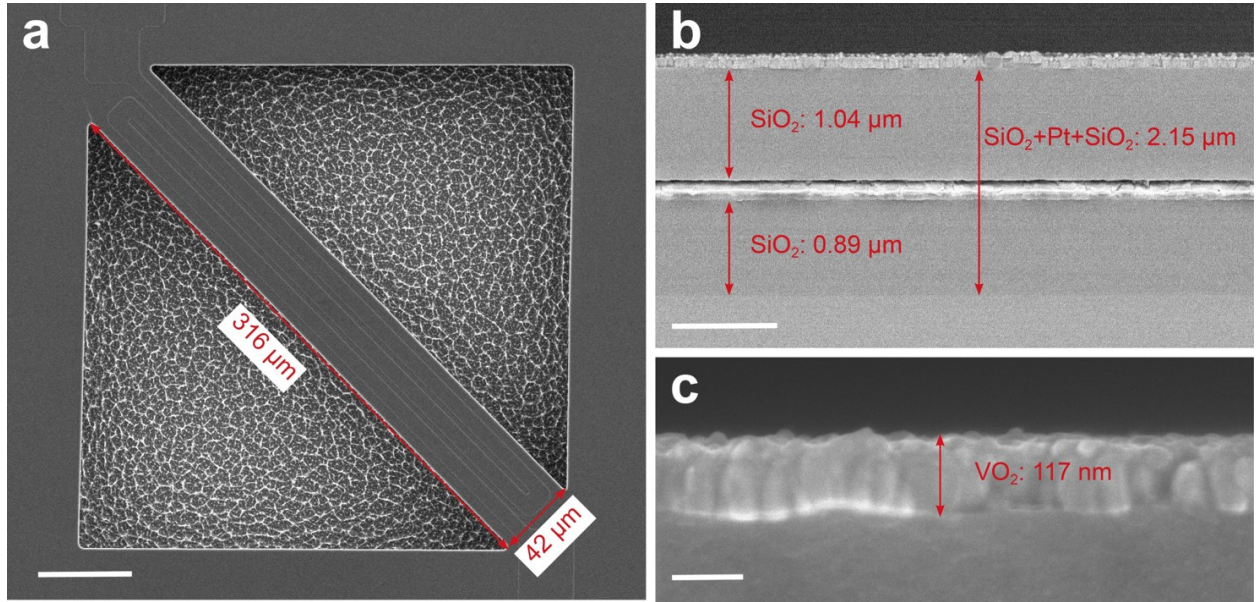 a
316 µm
42 µm
b
SiO₂: 1.04 µm
SiO₂+Pt+SiO₂: 2.15 µm
SiO₂: 0.89 µm
c
VO₂: 117 nm